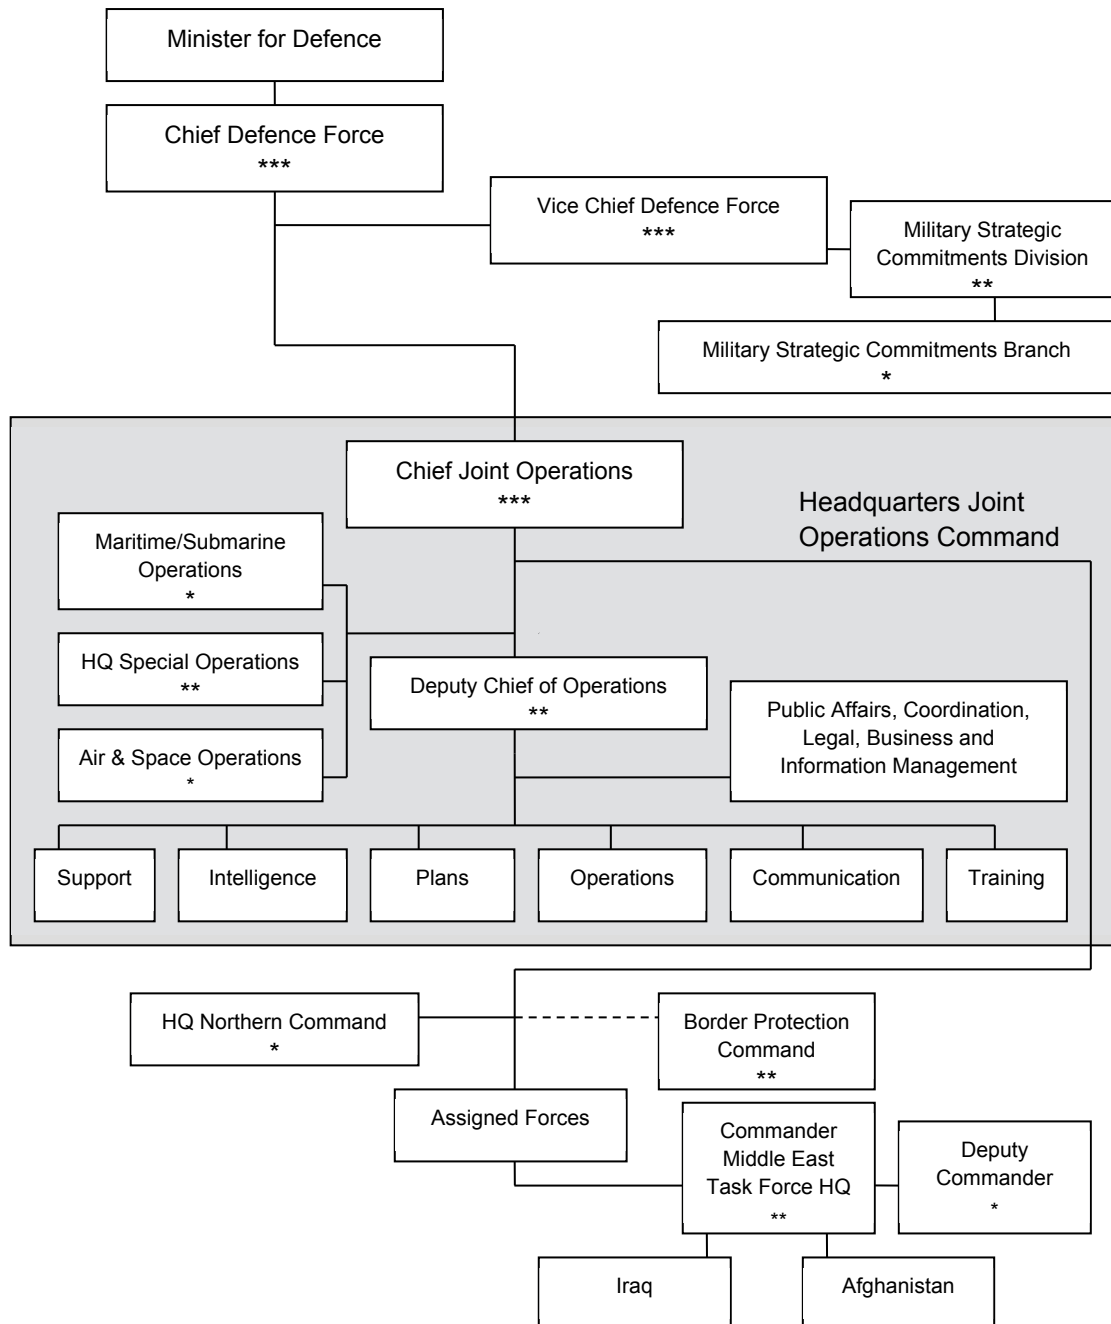 Minister for Defence
Chief Defence Force
***
Vice Chief Defence Force
***
Military Strategic
Commitments Division
**
Military Strategic Commitments Branch
*
Chief Joint Operations
***
Headquarters Joint
Operations Command
Maritime/Submarine
Operations
*
HQ Special Operations
**
Air & Space Operations
*
Deputy Chief of Operations
**
Public Affairs, Coordination,
Legal, Business and
Information Management
Support
Intelligence
Plans
Operations
Communication
Training
HQ Northern Command
*
Border Protection
Command
**
Assigned Forces
Commander
Middle East
Task Force HQ
**
Deputy
Commander
*
Iraq
Afghanistan